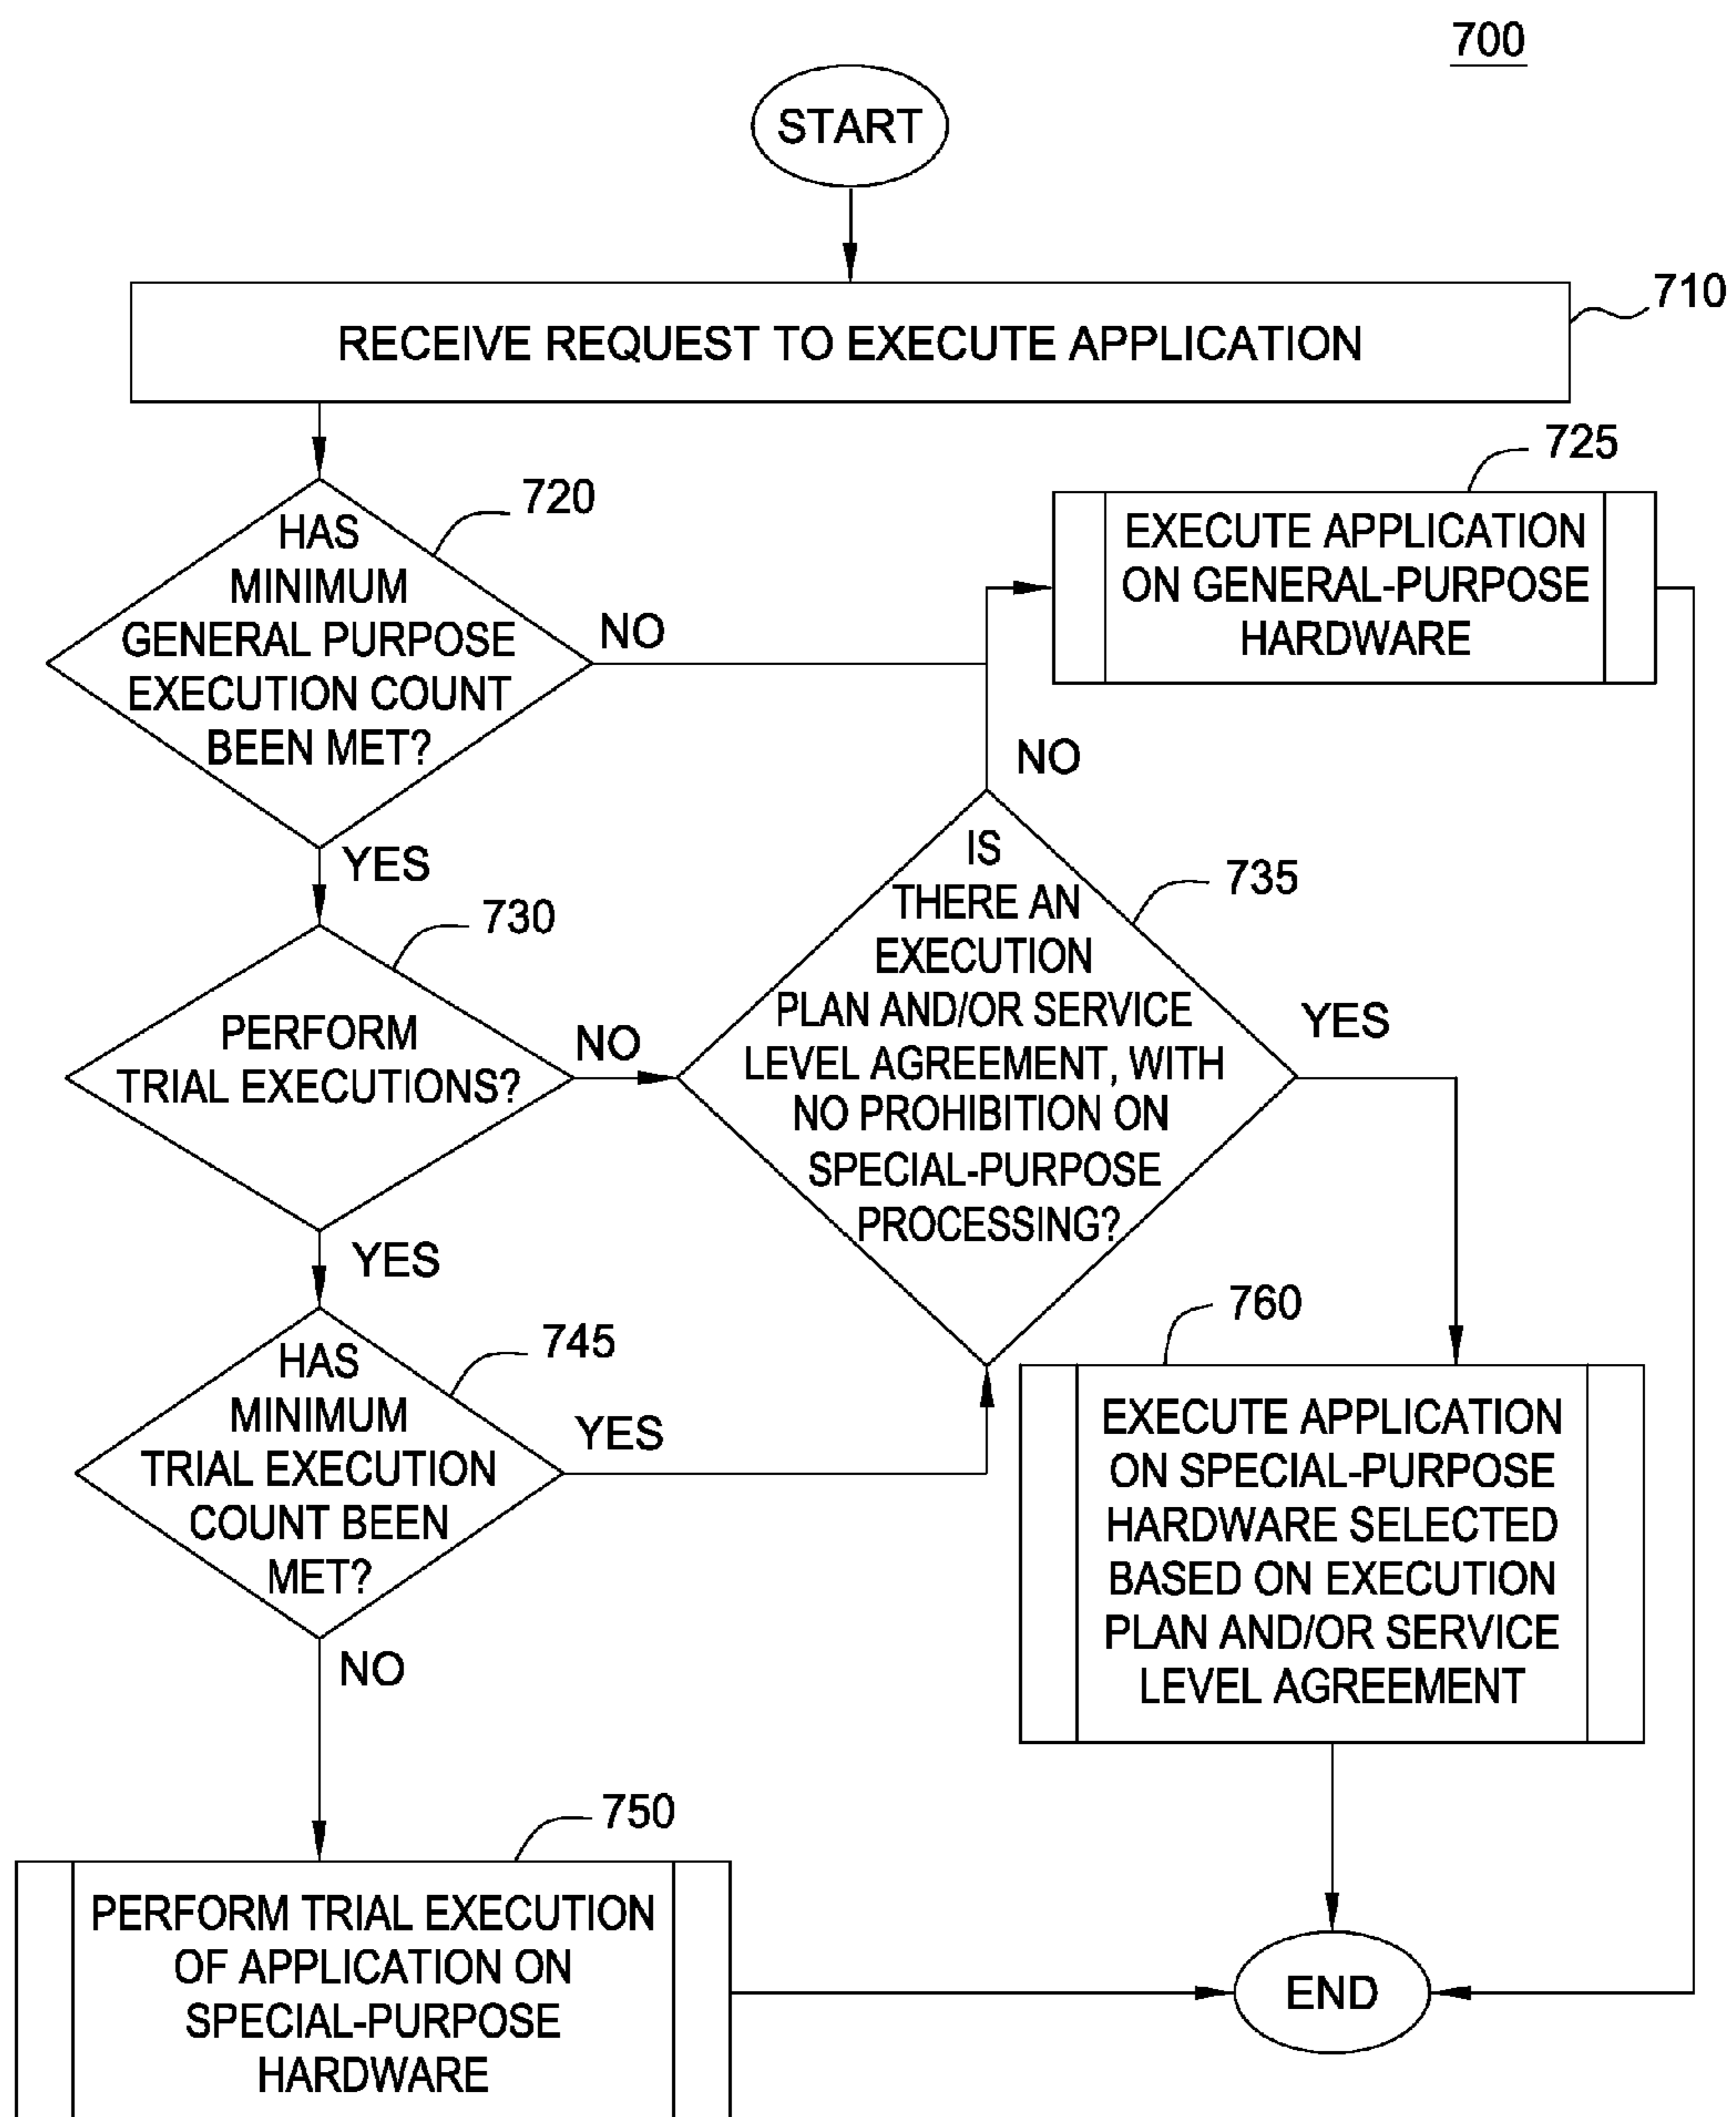 700
START
710
RECEIVE REQUEST TO EXECUTE APPLICATION
720
HAS
MINIMUM
GENERAL PURPOSE
EXECUTION COUNT
BEEN MET?
NO
YES
725
EXECUTE APPLICATION
ON GENERAL-PURPOSE
HARDWARE
730
PERFORM
TRIAL EXECUTIONS?
NO
YES
735
NO
IS
THERE AN
EXECUTION
PLAN AND/OR SERVICE
LEVEL AGREEMENT, WITH
NO PROHIBITION ON
SPECIAL-PURPOSE
PROCESSING?
YES
745
HAS
MINIMUM
TRIAL EXECUTION
COUNT BEEN
MET?
YES
NO
760
EXECUTE APPLICATION
ON SPECIAL-PURPOSE
HARDWARE SELECTED
BASED ON EXECUTION
PLAN AND/OR SERVICE
LEVEL AGREEMENT
750
PERFORM TRIAL EXECUTION
OF APPLICATION ON
SPECIAL-PURPOSE
HARDWARE
END